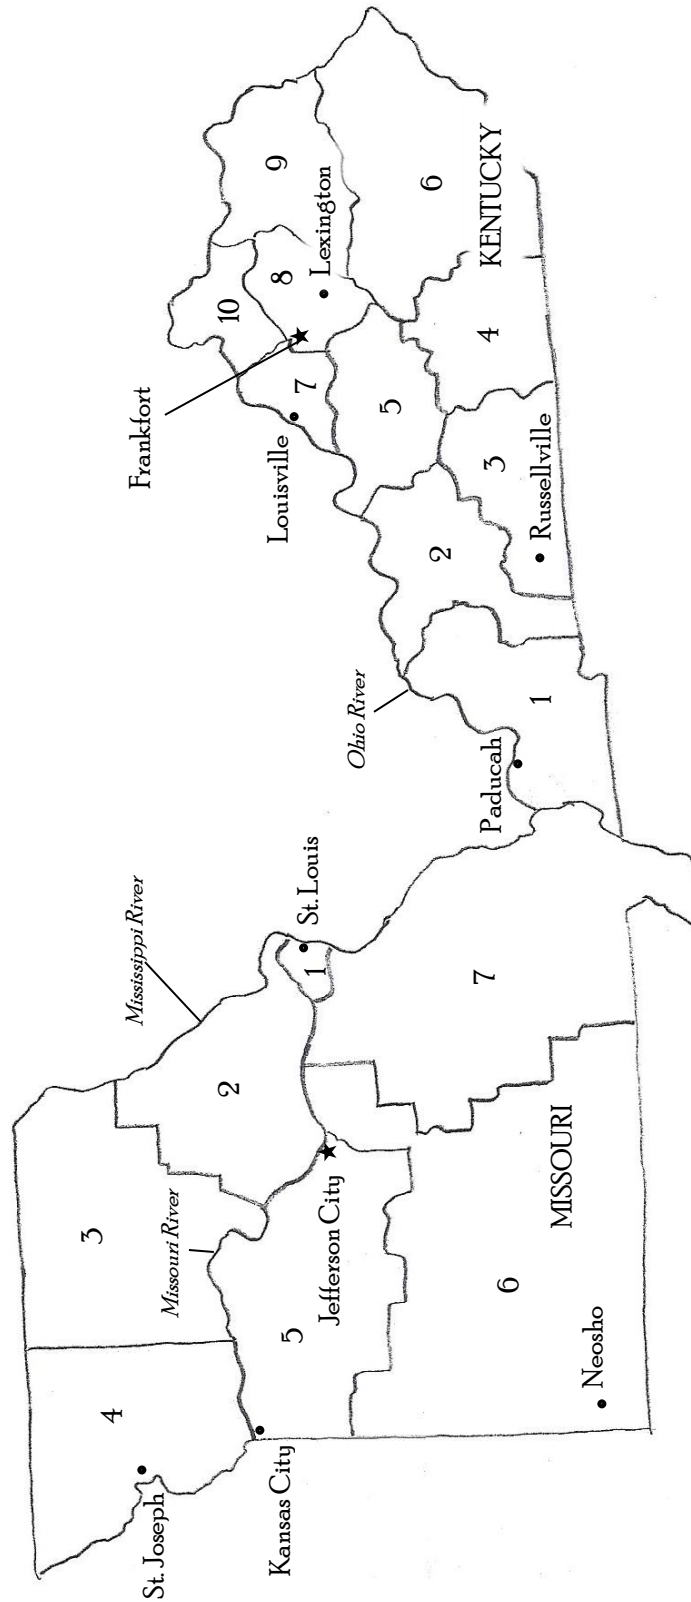 St. Joseph
4
Kansas City
Neosho
3
5
6
Missouri River
Jefferson City
MISSOURI
2
Mississippi River
1
St. Louis
7
Paducah
Ohio River
1
2
Russellville
3
Louisville
Frankfort
5
7
4
10
8
Lexington
KENTUCKY
9
6